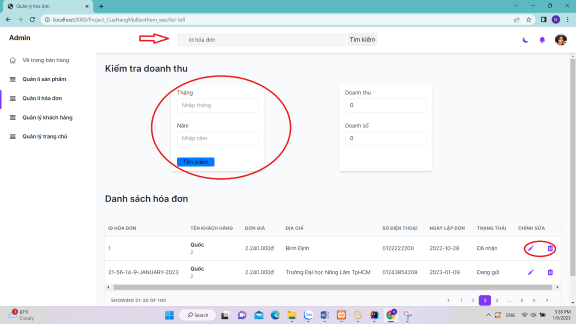 Quản lý hóa đơn
localhost:8080/Project_CuaHangMuBaoHiem_war/list-bill
N
Admin
Id hóa đơn
Tìm kiếm
Về trang bán hàng
Quản lí sản phẩm
Quản lí hóa đơn
Quản lý khách hàng
Quản lý trang chủ
Kiểm tra doanh thu
Tháng
Nhập tháng
Năm
Nhập năm
Tìm kiếm
Doanh thu
0
Doanh số
0
Danh sách hóa đơn
ID HÓA ĐƠN TÊN KHÁCH HÀNG ĐƠN GIÁ ĐỊA CHỈ SỐ ĐIỆN THOẠI NGÀY LẬP ĐƠN TRẠNG THÁI CHỈNH SỬA
1 Quốc 2 2.240.000đ Bình Định 0122222200 2022-10-28 Đã nhận
21-56-14-9-JANUARY-2023 Quốc 2 2.240.000đ Trường Đại học Nông Lâm TpHCM 01243854208 2023-01-09 Đang gửi
SHOWING 21-30 OF 100
1 2 3 4 ... 8 9
87°F
Cloudy
Search
ENG
3:38 PM
1/9/2023